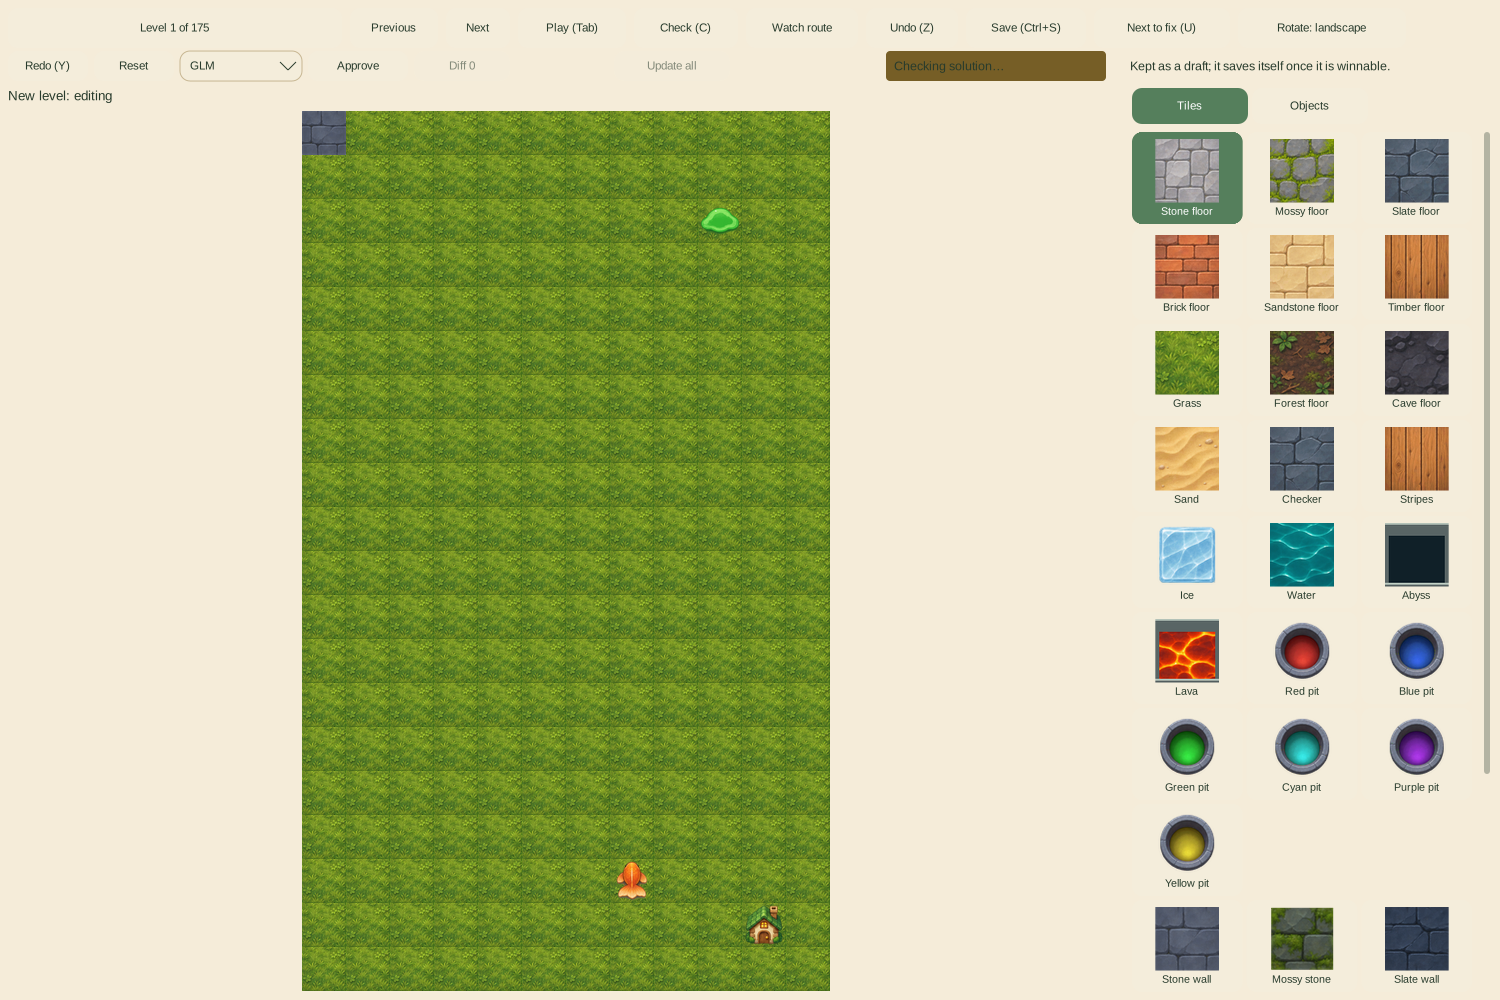 Level 1 of 175
Previous
Next
Play (Tab)
Check (C)
Watch route
Undo (Z)
Save (Ctrl+S)
Next to fix (U)
Rotate: landscape
Redo (Y)
Reset
GLM
Approve
Diff 0
Update all
Checking solution…
Kept as a draft; it saves itself once it is winnable.
New level: editing
Tiles
Objects
Stone floor
Mossy floor
Slate floor
Brick floor
Sandstone floor
Timber floor
Grass
Forest floor
Cave floor
Sand
Checker
Stripes
Ice
Water
Abyss
Lava
Red pit
Blue pit
Green pit
Cyan pit
Purple pit
Yellow pit
Stone wall
Mossy stone
Slate wall